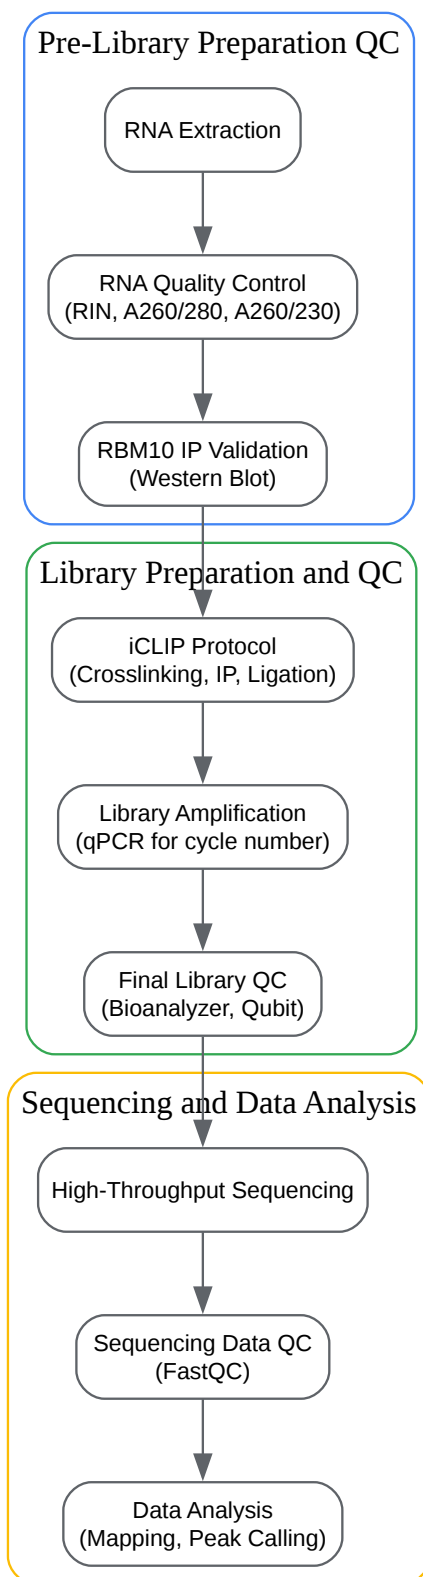 Pre-Library Preparation QC
RNA Extraction
RNA Quality Control
(RIN, A260/280, A260/230)
RBM10 IP Validation
(Western Blot)
Library Preparation and QC
iCLIP Protocol
(Crosslinking, IP, Ligation)
Library Amplification
(qPCR for cycle number)
Final Library QC
(Bioanalyzer, Qubit)
Sequencing and Data Analysis
High-Throughput Sequencing
Sequencing Data QC
(FastQC)
Data Analysis
(Mapping, Peak Calling)